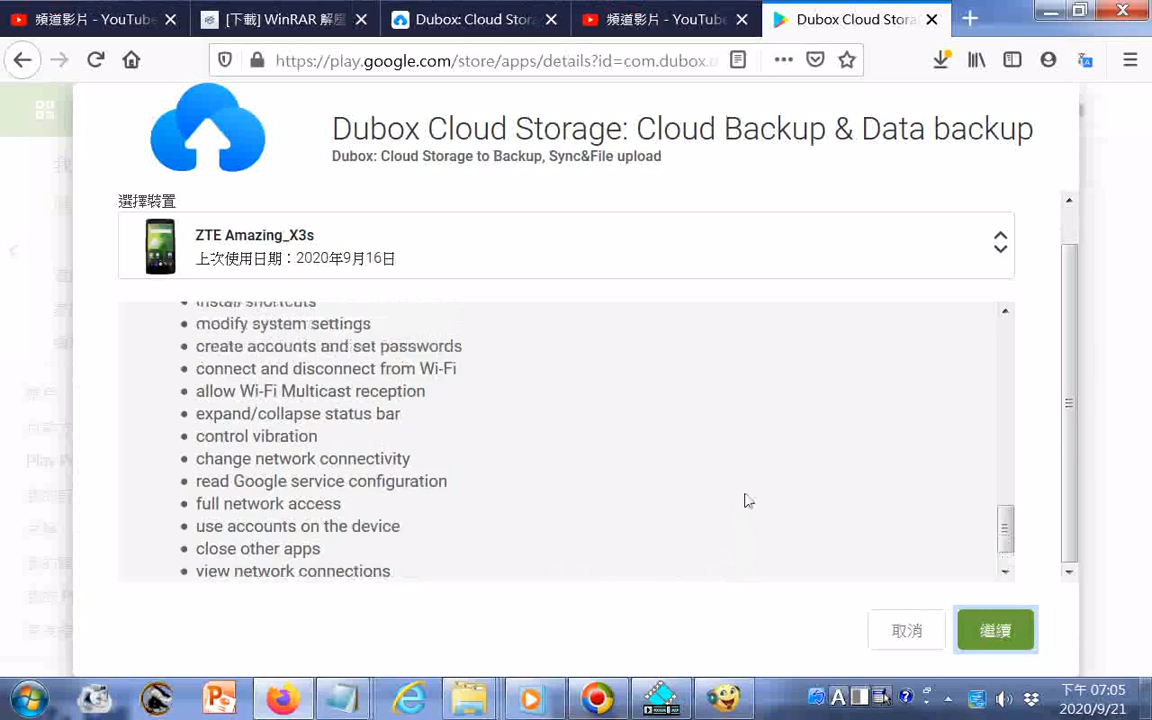 頻道影片 - YouTube
[下載] WinRAR 解壓
Dubox: Cloud Stor
頻道影片 - YouTube
Dubox Cloud Stora
https://play.google.com/store/apps/details?id=com.dubox.
Dubox Cloud Storage: Cloud Backup & Data backup
Dubox: Cloud Storage to Backup, Sync&File upload
選擇裝置
ZTE Amazing_X3s
上次使用日期：2020年9月16日
install shortcuts
modify system settings
create accounts and set passwords
connect and disconnect from Wi-Fi
allow Wi-Fi Multicast reception
expand/collapse status bar
control vibration
change network connectivity
read Google service configuration
full network access
use accounts on the device
close other apps
view network connections
取消
繼續
下午 07:05
2020/9/21